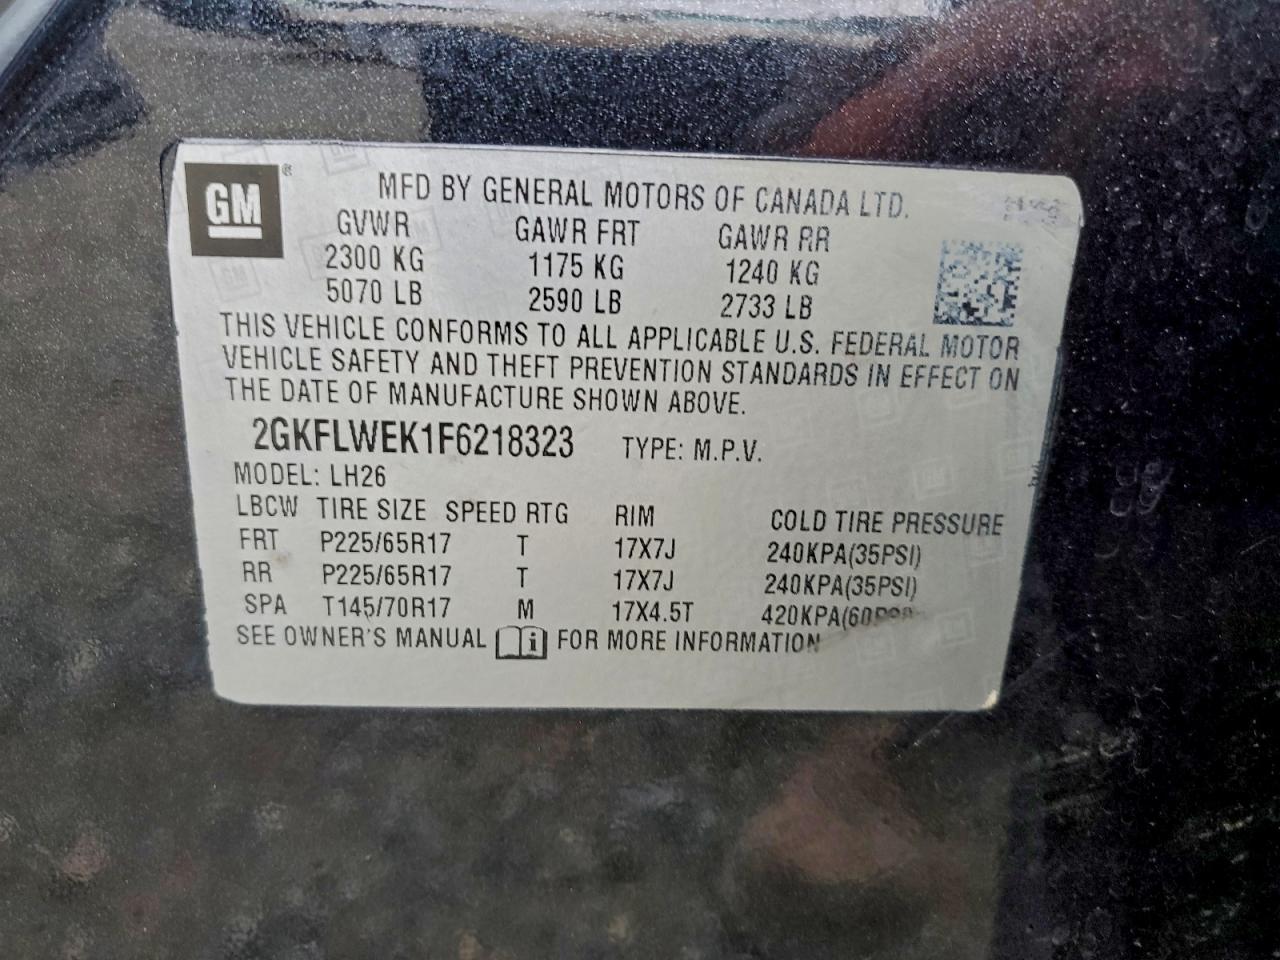 GM ®
MFD BY GENERAL MOTORS OF CANADA LTD.
GVWR GAWR FRT GAWR RR
2300 KG 1175 KG 1240 KG
5070 LB 2590 LB 2733 LB
THIS VEHICLE CONFORMS TO ALL APPLICABLE U.S. FEDERAL MOTOR
VEHICLE SAFETY AND THEFT PREVENTION STANDARDS IN EFFECT ON
THE DATE OF MANUFACTURE SHOWN ABOVE.
2GKFLWEK1F6218323 TYPE: M.P.V.
MODEL: LH26
LBCW TIRE SIZE SPEED RTG RIM COLD TIRE PRESSURE
FRT P225/65R17 T 17X7J 240KPA(35PSI)
RR P225/65R17 T 17X7J 240KPA(35PSI)
SPA T145/70R17 M 17X4.5T 420KPA(60PSI)
SEE OWNER'S MANUAL i FOR MORE INFORMATION